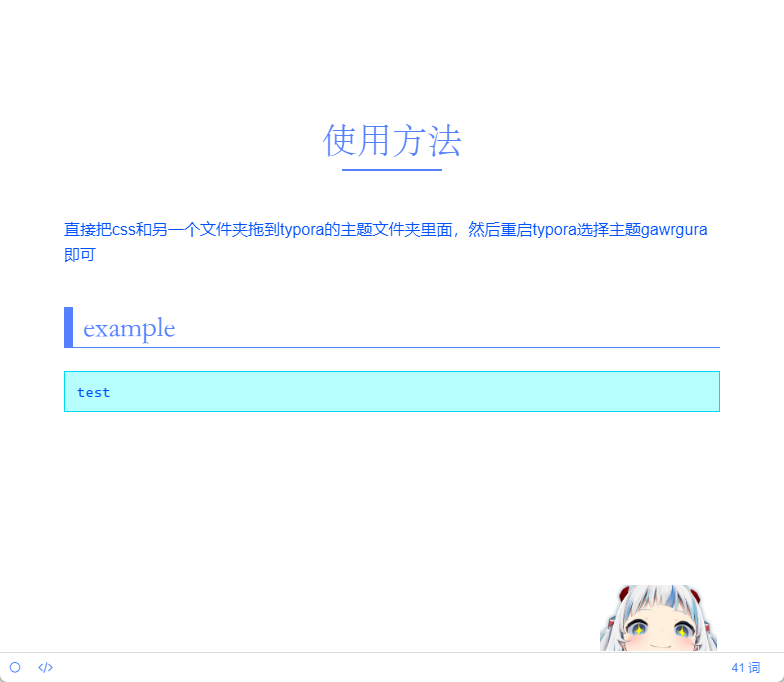 使用方法
直接把css和另一个文件夹拖到typora的主题文件夹里面，然后重启typora选择主题gawrgura
即可
example
test
</> 41 词